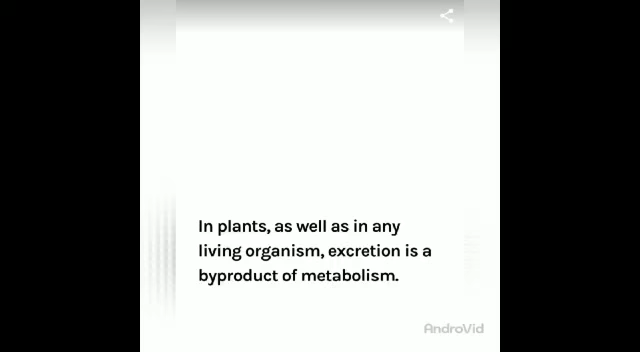 In plants, as well as in any
living organism, excretion is a
byproduct of metabolism.
AndroVid